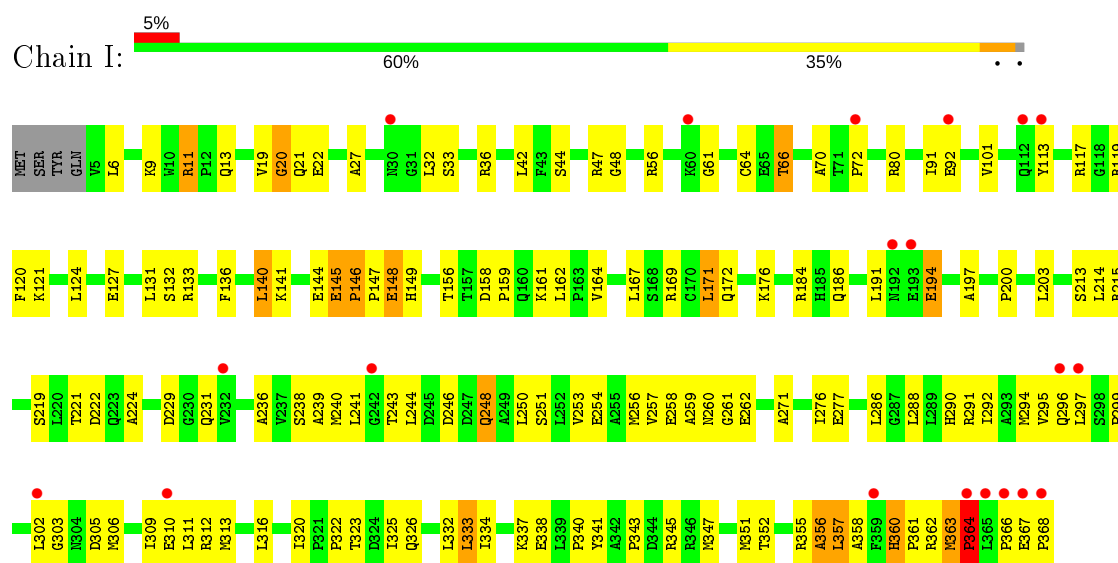 5%
Chain I:
60% 35% • •
MET SER TYR GLN V5 L6 K9 W10 R11 P12 Q13 V19 G20 Q21 E22 A27 N30 G31 L32 S33 R36 L42 F43 S44 R47 G48 R56 K60 G61 C64 E65 T66 A70 T71 P72 R80 I91 E92 V101 Q112 Y113 R117 G118 R119
F120 K121 L124 E127 L131 S132 R133 F136 L140 K141 E144 E145 P146 P147 E148 H149 T156 T157 D158 P159 Q160 K161 L162 P163 V164 L167 S168 R169 C170 L171 Q172 K176 R184 H185 Q186 L191 N192 E193 E194 A197 P200 L203 S213 L214 R215
S219 L220 T221 D222 Q223 A224 D229 G230 Q231 V232 A236 V237 S238 A239 M240 L241 G242 T243 L244 D245 D246 D247 Q248 A249 L250 S251 L252 V253 E254 A255 M256 V257 E258 A259 N260 G261 E262 A271 I276 E277 L286 G287 L288 L289 H290 R291 I292 A293 M294 V295 Q296 L297 S298 P299
L302 G303 N304 D305 M306 I309 E310 L311 R312 M313 L316 I320 P321 P322 T323 D324 I325 Q326 L332 L333 I334 K337 E338 L339 P340 Y341 A342 P343 D344 R345 R346 M347 M351 T352 R355 A356 L357 A358 F359 H360 P361 R362 M363 P364 L365 P366 E367 P368